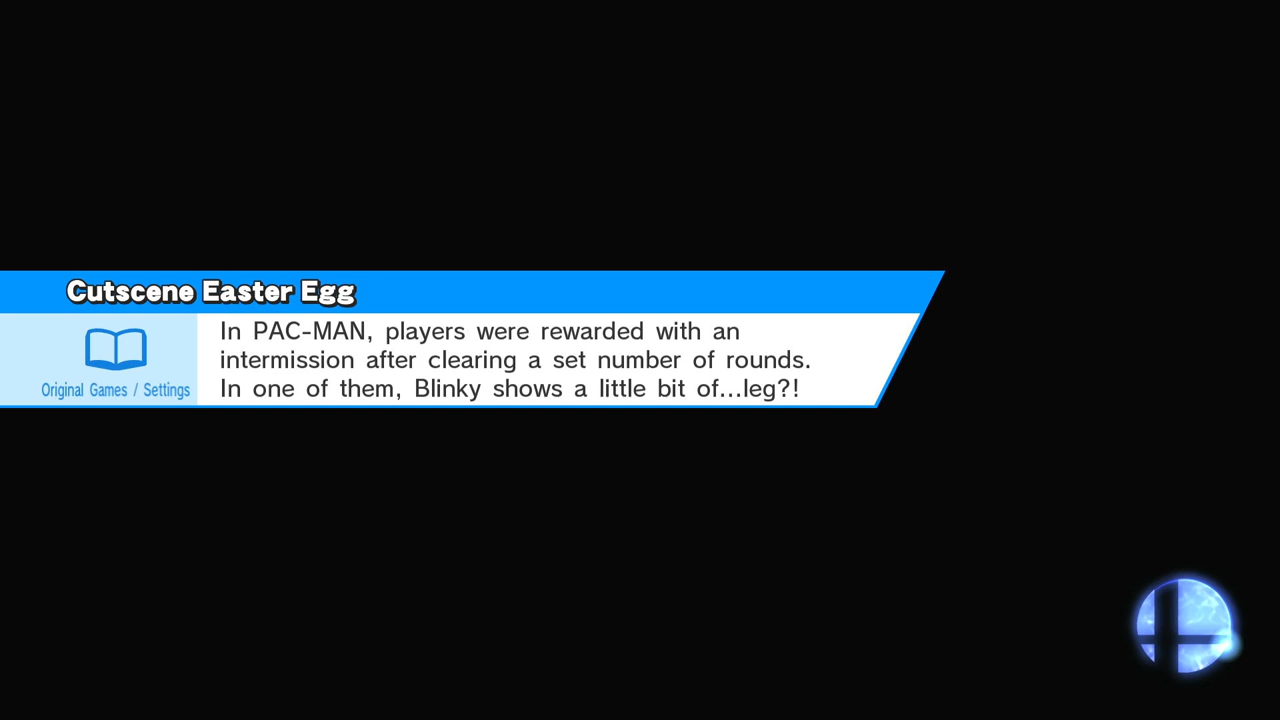 Cutscene Easter Egg
In PAC-MAN, players were rewarded with an
intermission after clearing a set number of rounds.
In one of them, Blinky shows a little bit of...leg?!
Original Games / Settings